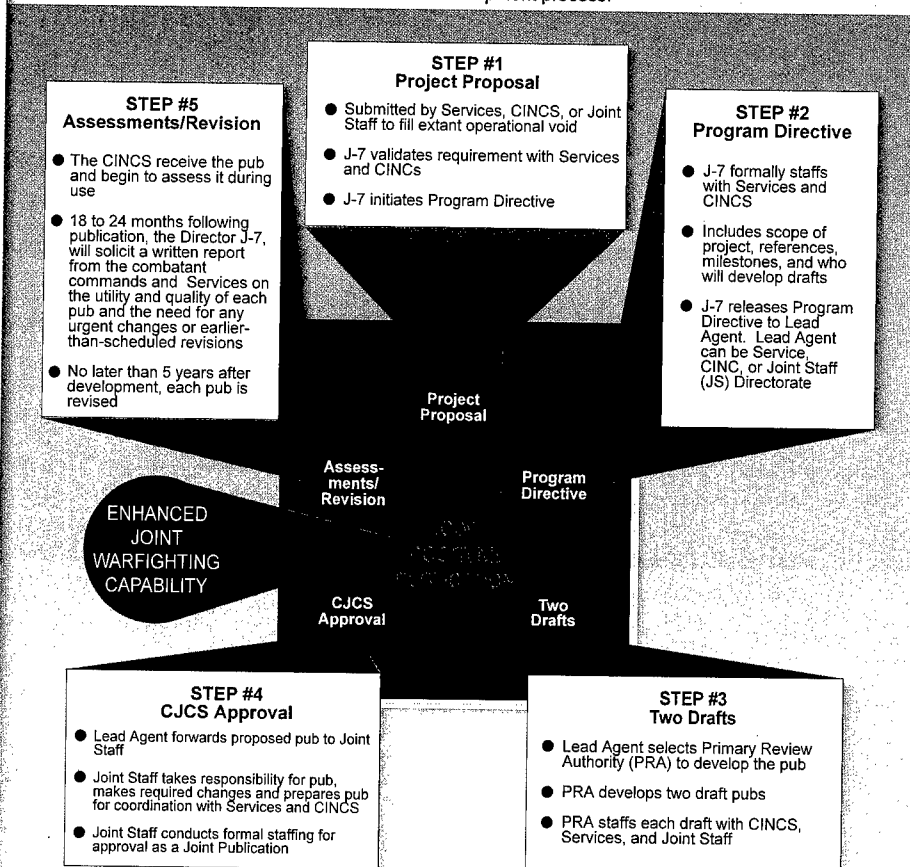 process.
STEP #1
Project Proposal
● Submitted by Services, CINCS, or Joint
Staff to fill extant operational void
● J-7 validates requirement with Services
and CINCs
● J-7 initiates Program Directive
STEP #2
Program Directive
● J-7 formally staffs
with Services and
CINCS
● Includes scope of
project, references,
milestones, and who
will develop drafts
● J-7 releases Program
Directive to Lead
Agent. Lead Agent
can be Service,
CINC, or Joint Staff
(JS) Directorate
STEP #5
Assessments/Revision
● The CINCS receive the pub
and begin to assess it during
use
● 18 to 24 months following
publication, the Director J-7,
will solicit a written report
from the combatant
commands and Services on
the utility and quality of each
pub and the need for any
urgent changes or earlier-
than-scheduled revisions
● No later than 5 years after
development, each pub is
revised
Project
Proposal
Assess-
ments/
Revision
Program
Directive
ENHANCED
JOINT
WARFIGHTING
CAPABILITY
JOINT
DOCTRINE
PUBLICATION
CJCS
Approval
Two
Drafts
STEP #4
CJCS Approval
● Lead Agent forwards proposed pub to Joint
Staff
● Joint Staff takes responsibility for pub,
makes required changes and prepares pub
for coordination with Services and CINCS
● Joint Staff conducts formal staffing for
approval as a Joint Publication
STEP #3
Two Drafts
● Lead Agent selects Primary Review
Authority (PRA) to develop the pub
● PRA develops two draft pubs
● PRA staffs each draft with CINCS,
Services, and Joint Staff